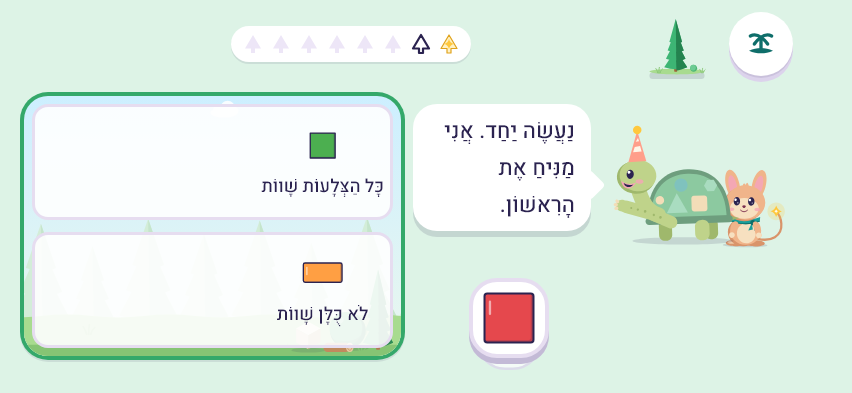 נַעֲשֶׂה יַחַד. אֲנִי
מַנִּיחַ אֶת
הָרִאשׁוֹן.
כָּל הַצְּלָעוֹת שָׁווֹת
לֹא כֻּלָּן שָׁווֹת